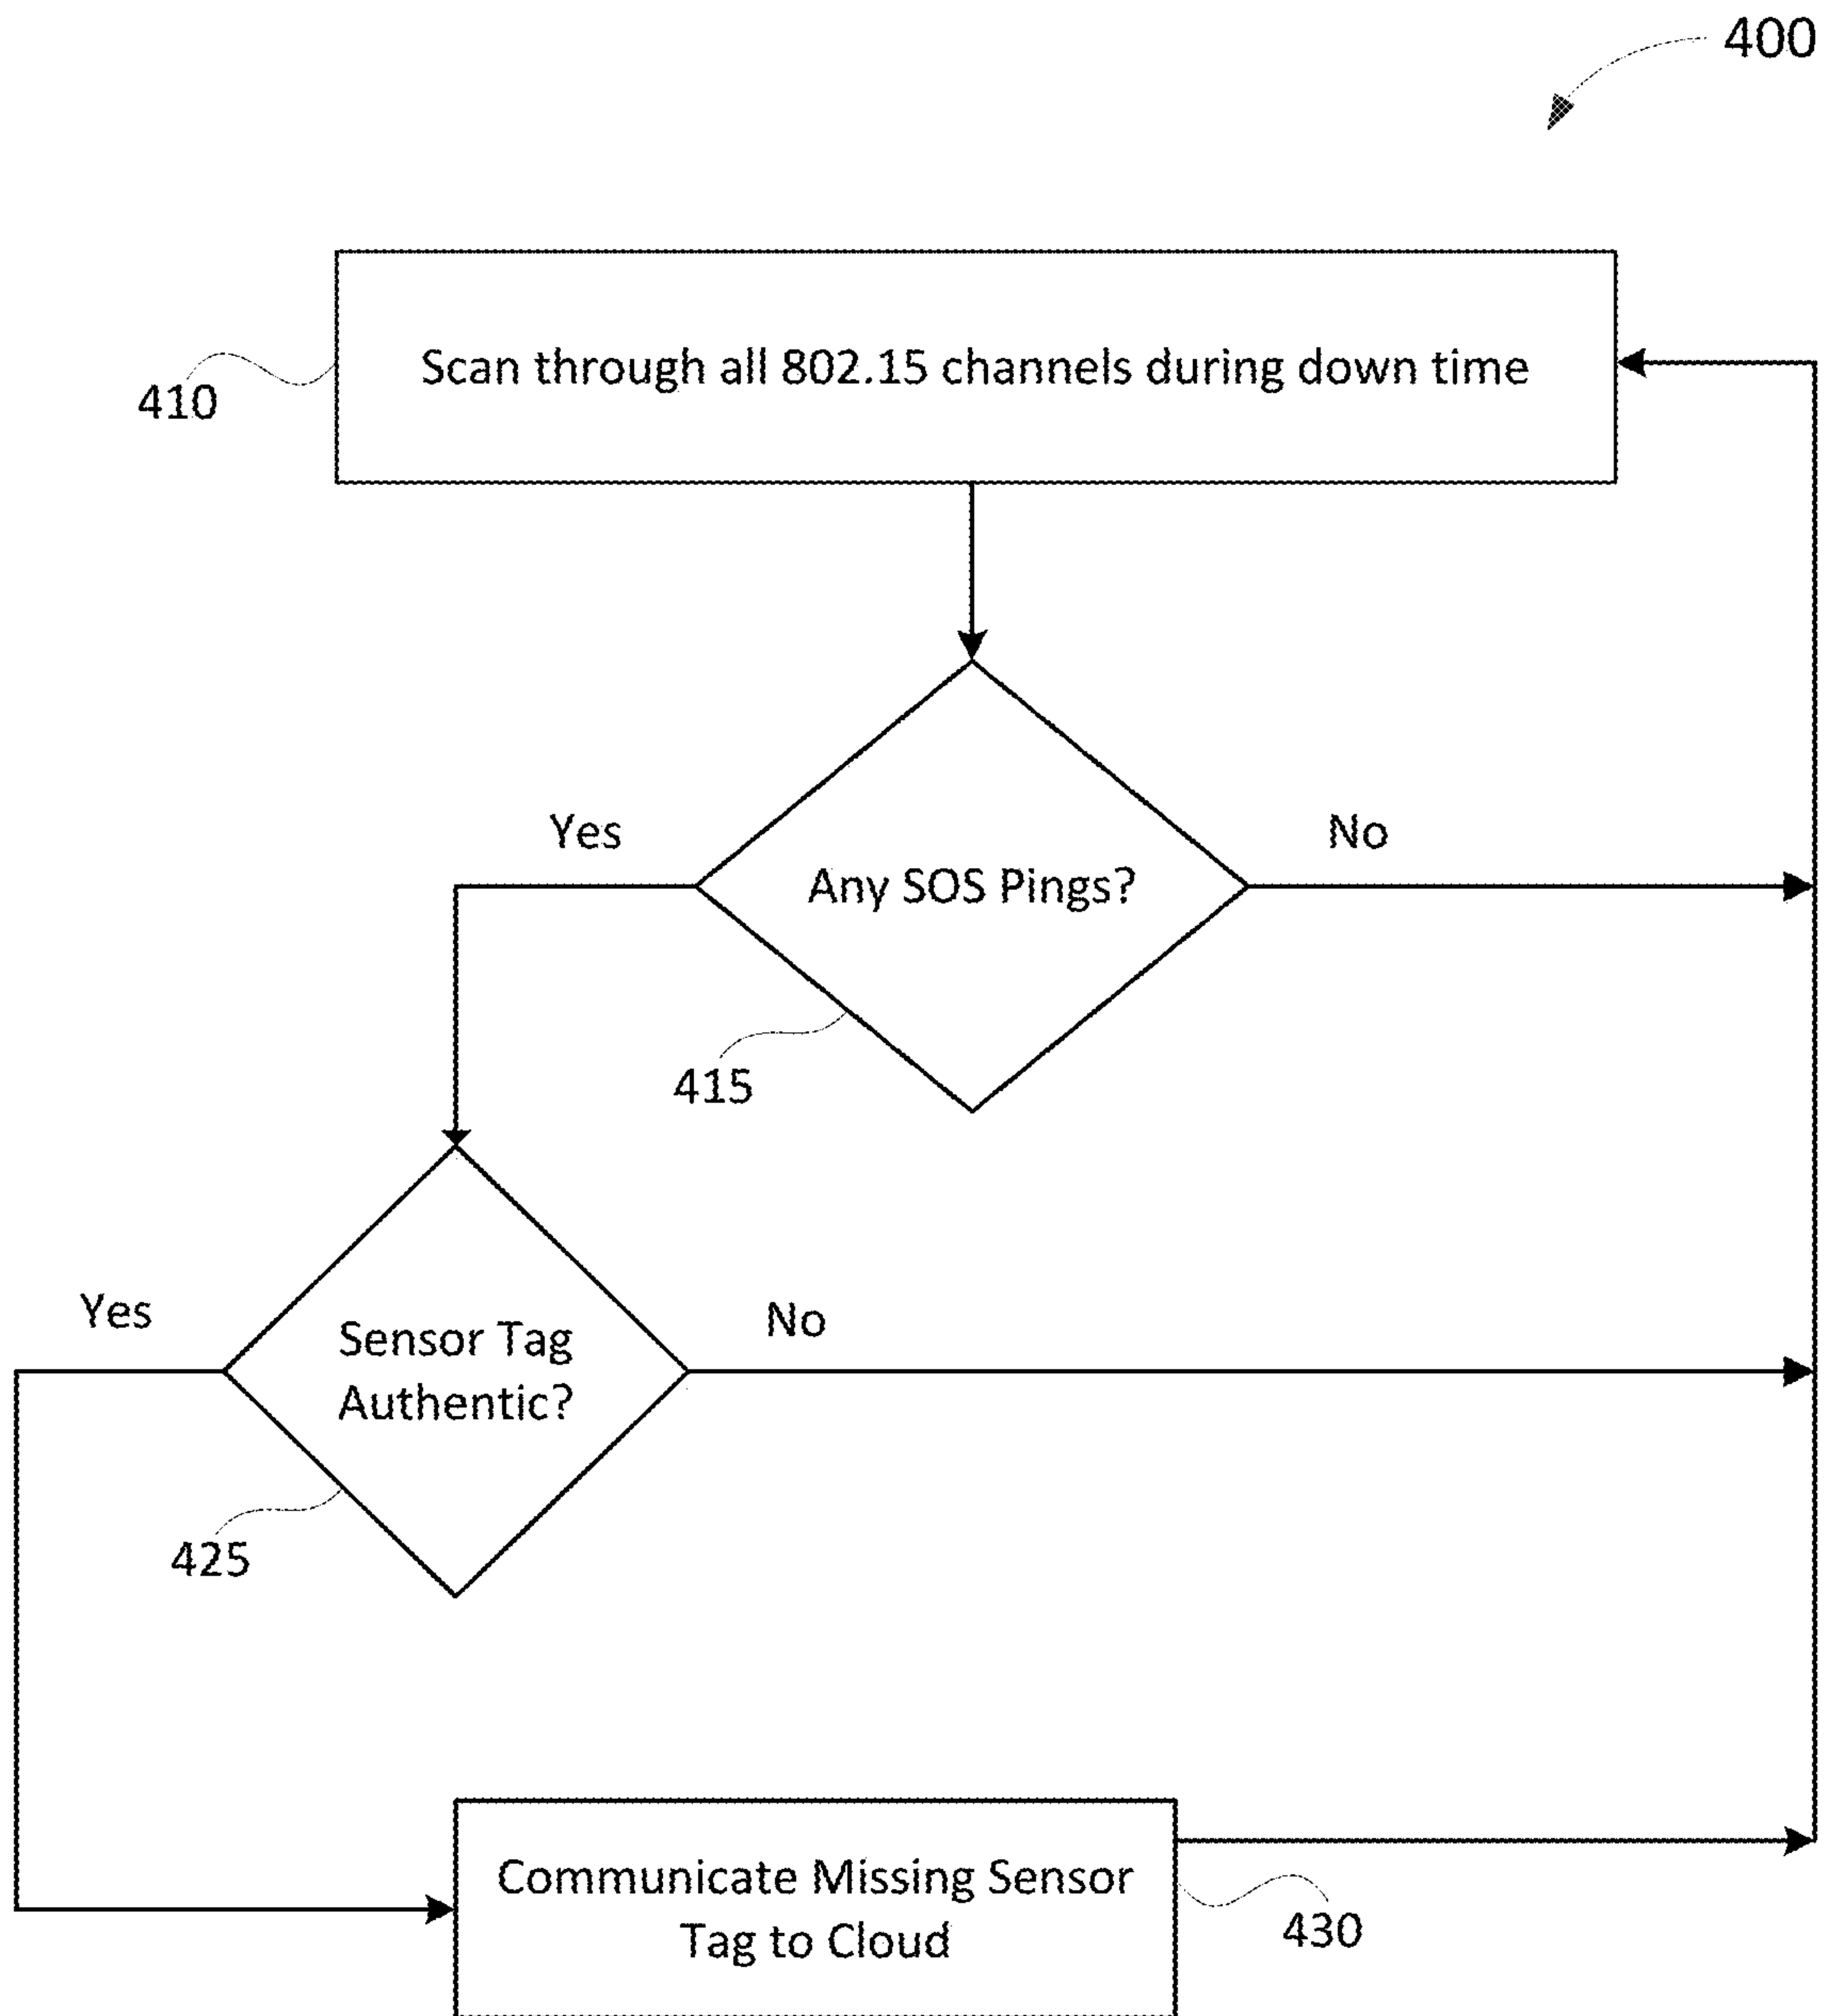 400
Scan through all 802.15 channels during down time
410
Yes
No
Any SOS Pings?
415
Yes
No
Sensor Tag
Authentic?
425
Communicate Missing Sensor
Tag to Cloud
430